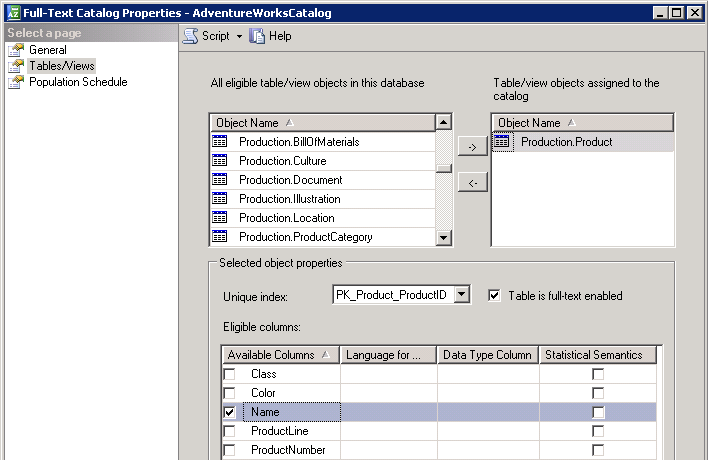 Full-Text Catalog Properties - AdventureWorksCatalog
Select a page
General
Tables/Views
Population Schedule
Script
Help
All eligible table/view objects in this database
Object Name
Production.BillOfMaterials
Production.Culture
Production.Document
Production.Illustration
Production.Location
Production.ProductCategory
->
<-
Table/view objects assigned to the
catalog
Object Name
Production.Product
Selected object properties
Unique index:
PK_Product_ProductID
Table is full-text enabled
Eligible columns:
Available Columns Language for ... Data Type Column Statistical Semantics
Class
Color
Name
ProductLine
ProductNumber